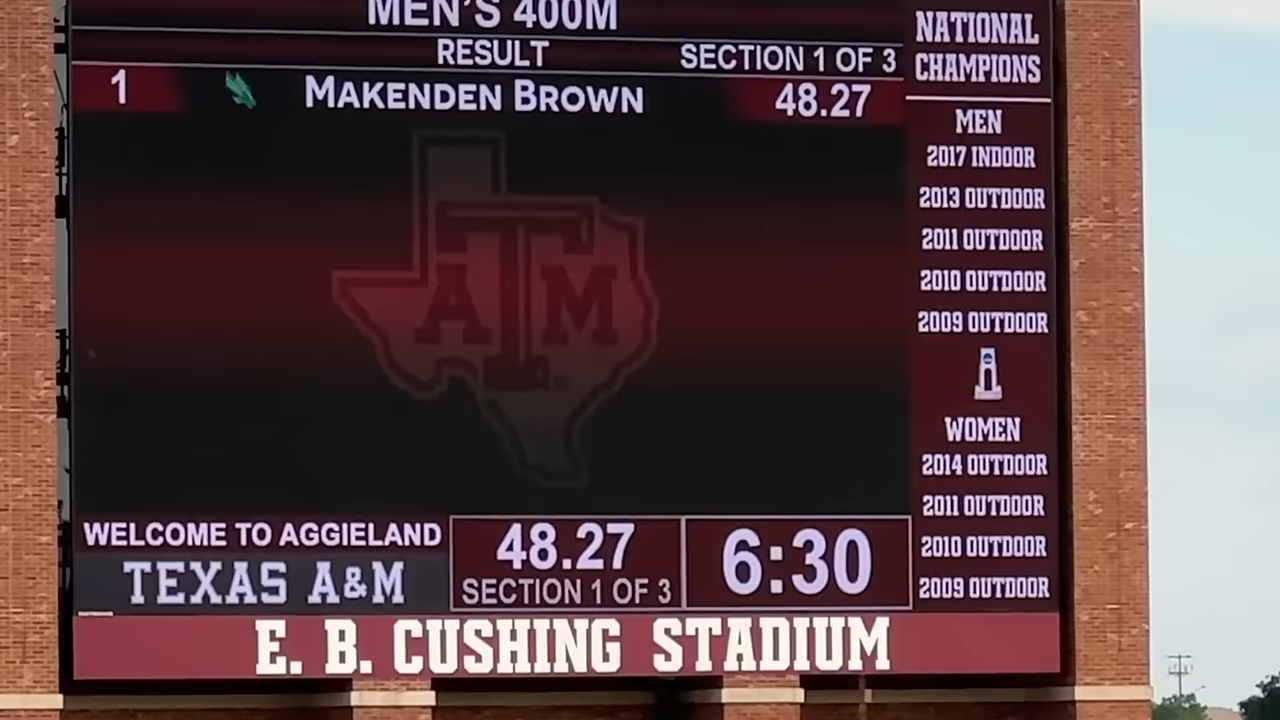 MEN'S 400M
RESULT SECTION 1 OF 3
1 MAKENDEN BROWN 48.27
A T M
WELCOME TO AGGIELAND
TEXAS A&M
48.27
SECTION 1 OF 3
6:30
NATIONAL
CHAMPIONS
MEN
2017 INDOOR
2013 OUTDOOR
2011 OUTDOOR
2010 OUTDOOR
2009 OUTDOOR
WOMEN
2014 OUTDOOR
2011 OUTDOOR
2010 OUTDOOR
2009 OUTDOOR
E. B. CUSHING STADIUM